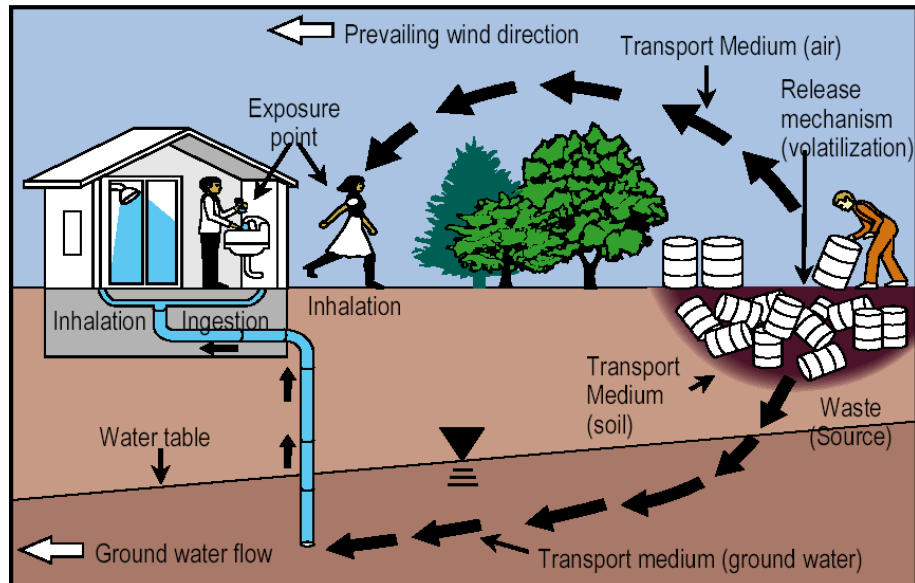 Prevailing wind direction
Transport Medium (air)
Release
mechanism
(volatilization)
Exposure
point
Inhalation
Ingestion
Inhalation
Transport
Medium
(soil)
Waste
(Source)
Water table
Ground water flow
Transport medium (ground water)